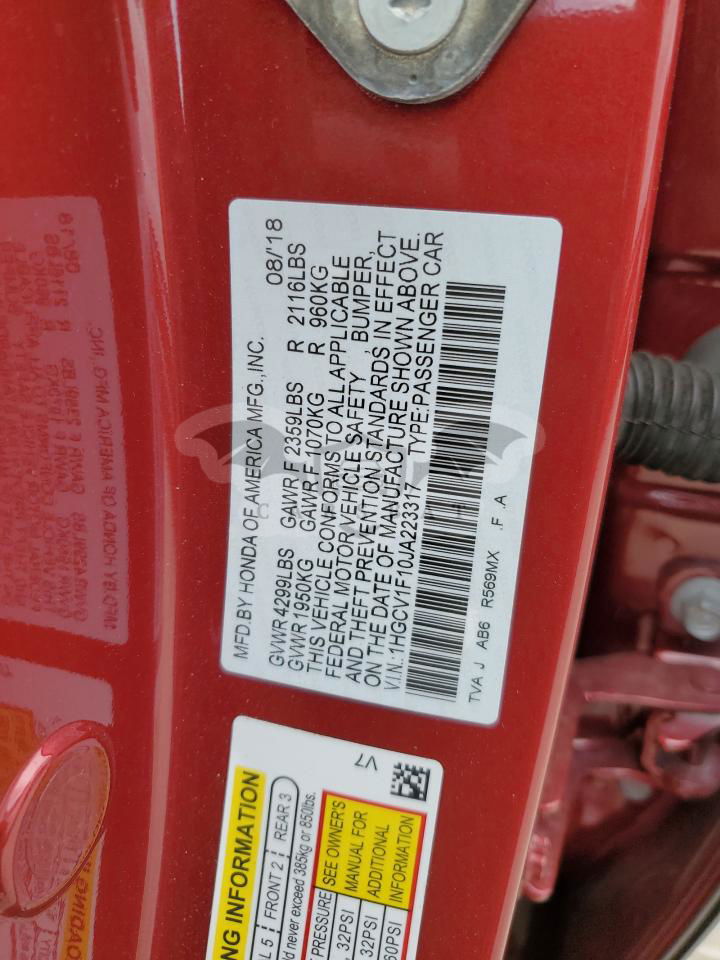 MFD.BY HONDA OF AMERICA MFG.,INC. 08/'18
GVWR 4299LBS GAWR F 2359LBS R 2116LBS
GVWR 1950KG GAWR F 1070KG R 960KG
THIS VEHICLE CONFORMS TO ALL APPLICABLE
FEDERAL MOTOR VEHICLE SAFETY , BUMPER,
AND THEFT PREVENTION STANDARDS IN EFFECT
ON THE DATE OF MANUFACTURE SHOWN ABOVE.
V.I.N.:1HGCV1F10JA223317 TYPE:PASSENGER CAR
TVA J AB6 R569MX .F .A
V7
NG INFORMATION
L 5 FRONT 2 REAR 3
ld never exceed 385kg or 850lbs.
PRESSURE SEE OWNER'S
32PSI MANUAL FOR
32PSI ADDITIONAL
60PSI INFORMATION